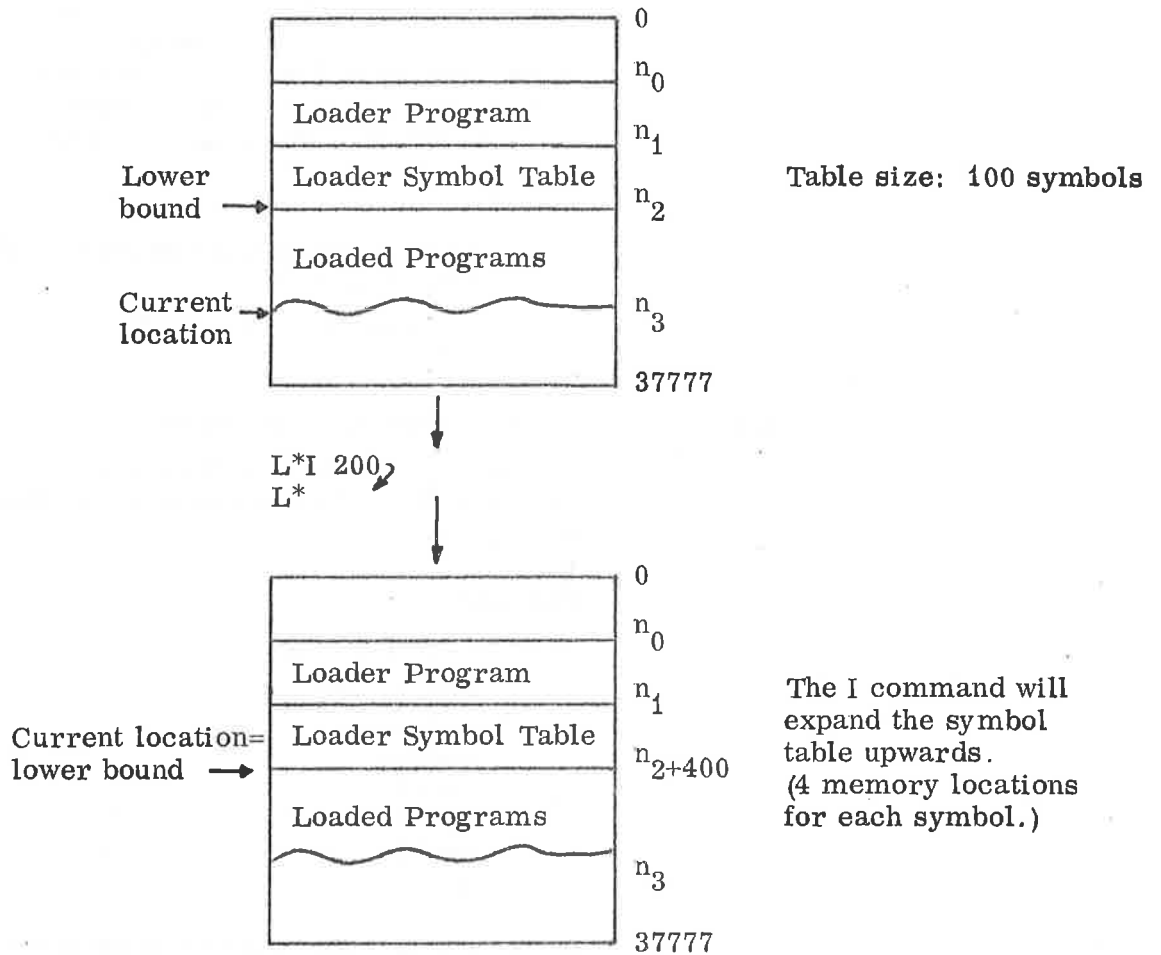 0
n0
Loader Program
n1
Lower
bound
Loader Symbol Table
n2
Table size: 100 symbols
Loaded Programs
Current
location
n3
37777
L*I 200
L*
0
n0
Loader Program
n1
Current location=
lower bound
Loader Symbol Table
n2+400
The I command will
expand the symbol
table upwards.
(4 memory locations
for each symbol.)
Loaded Programs
n3
37777